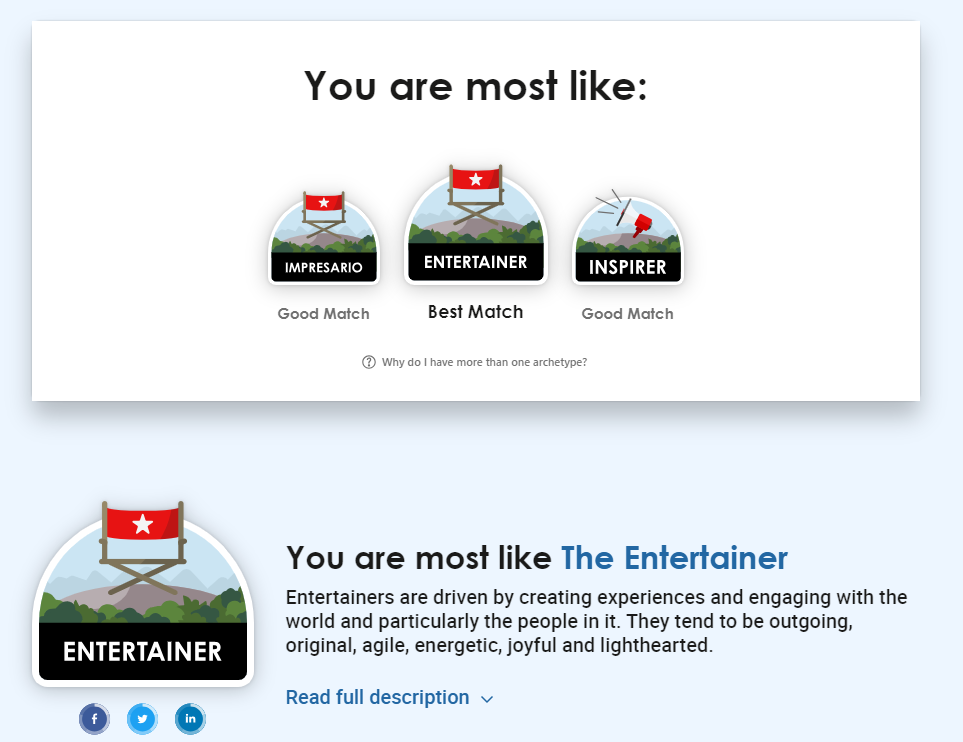 You are most like:
IMPRESARIO
ENTERTAINER
INSPIRER
Good Match
Best Match
Good Match
Why do I have more than one archetype?
ENTERTAINER
You are most like The Entertainer
Entertainers are driven by creating experiences and engaging with the
world and particularly the people in it. They tend to be outgoing,
original, agile, energetic, joyful and lighthearted.
Read full description